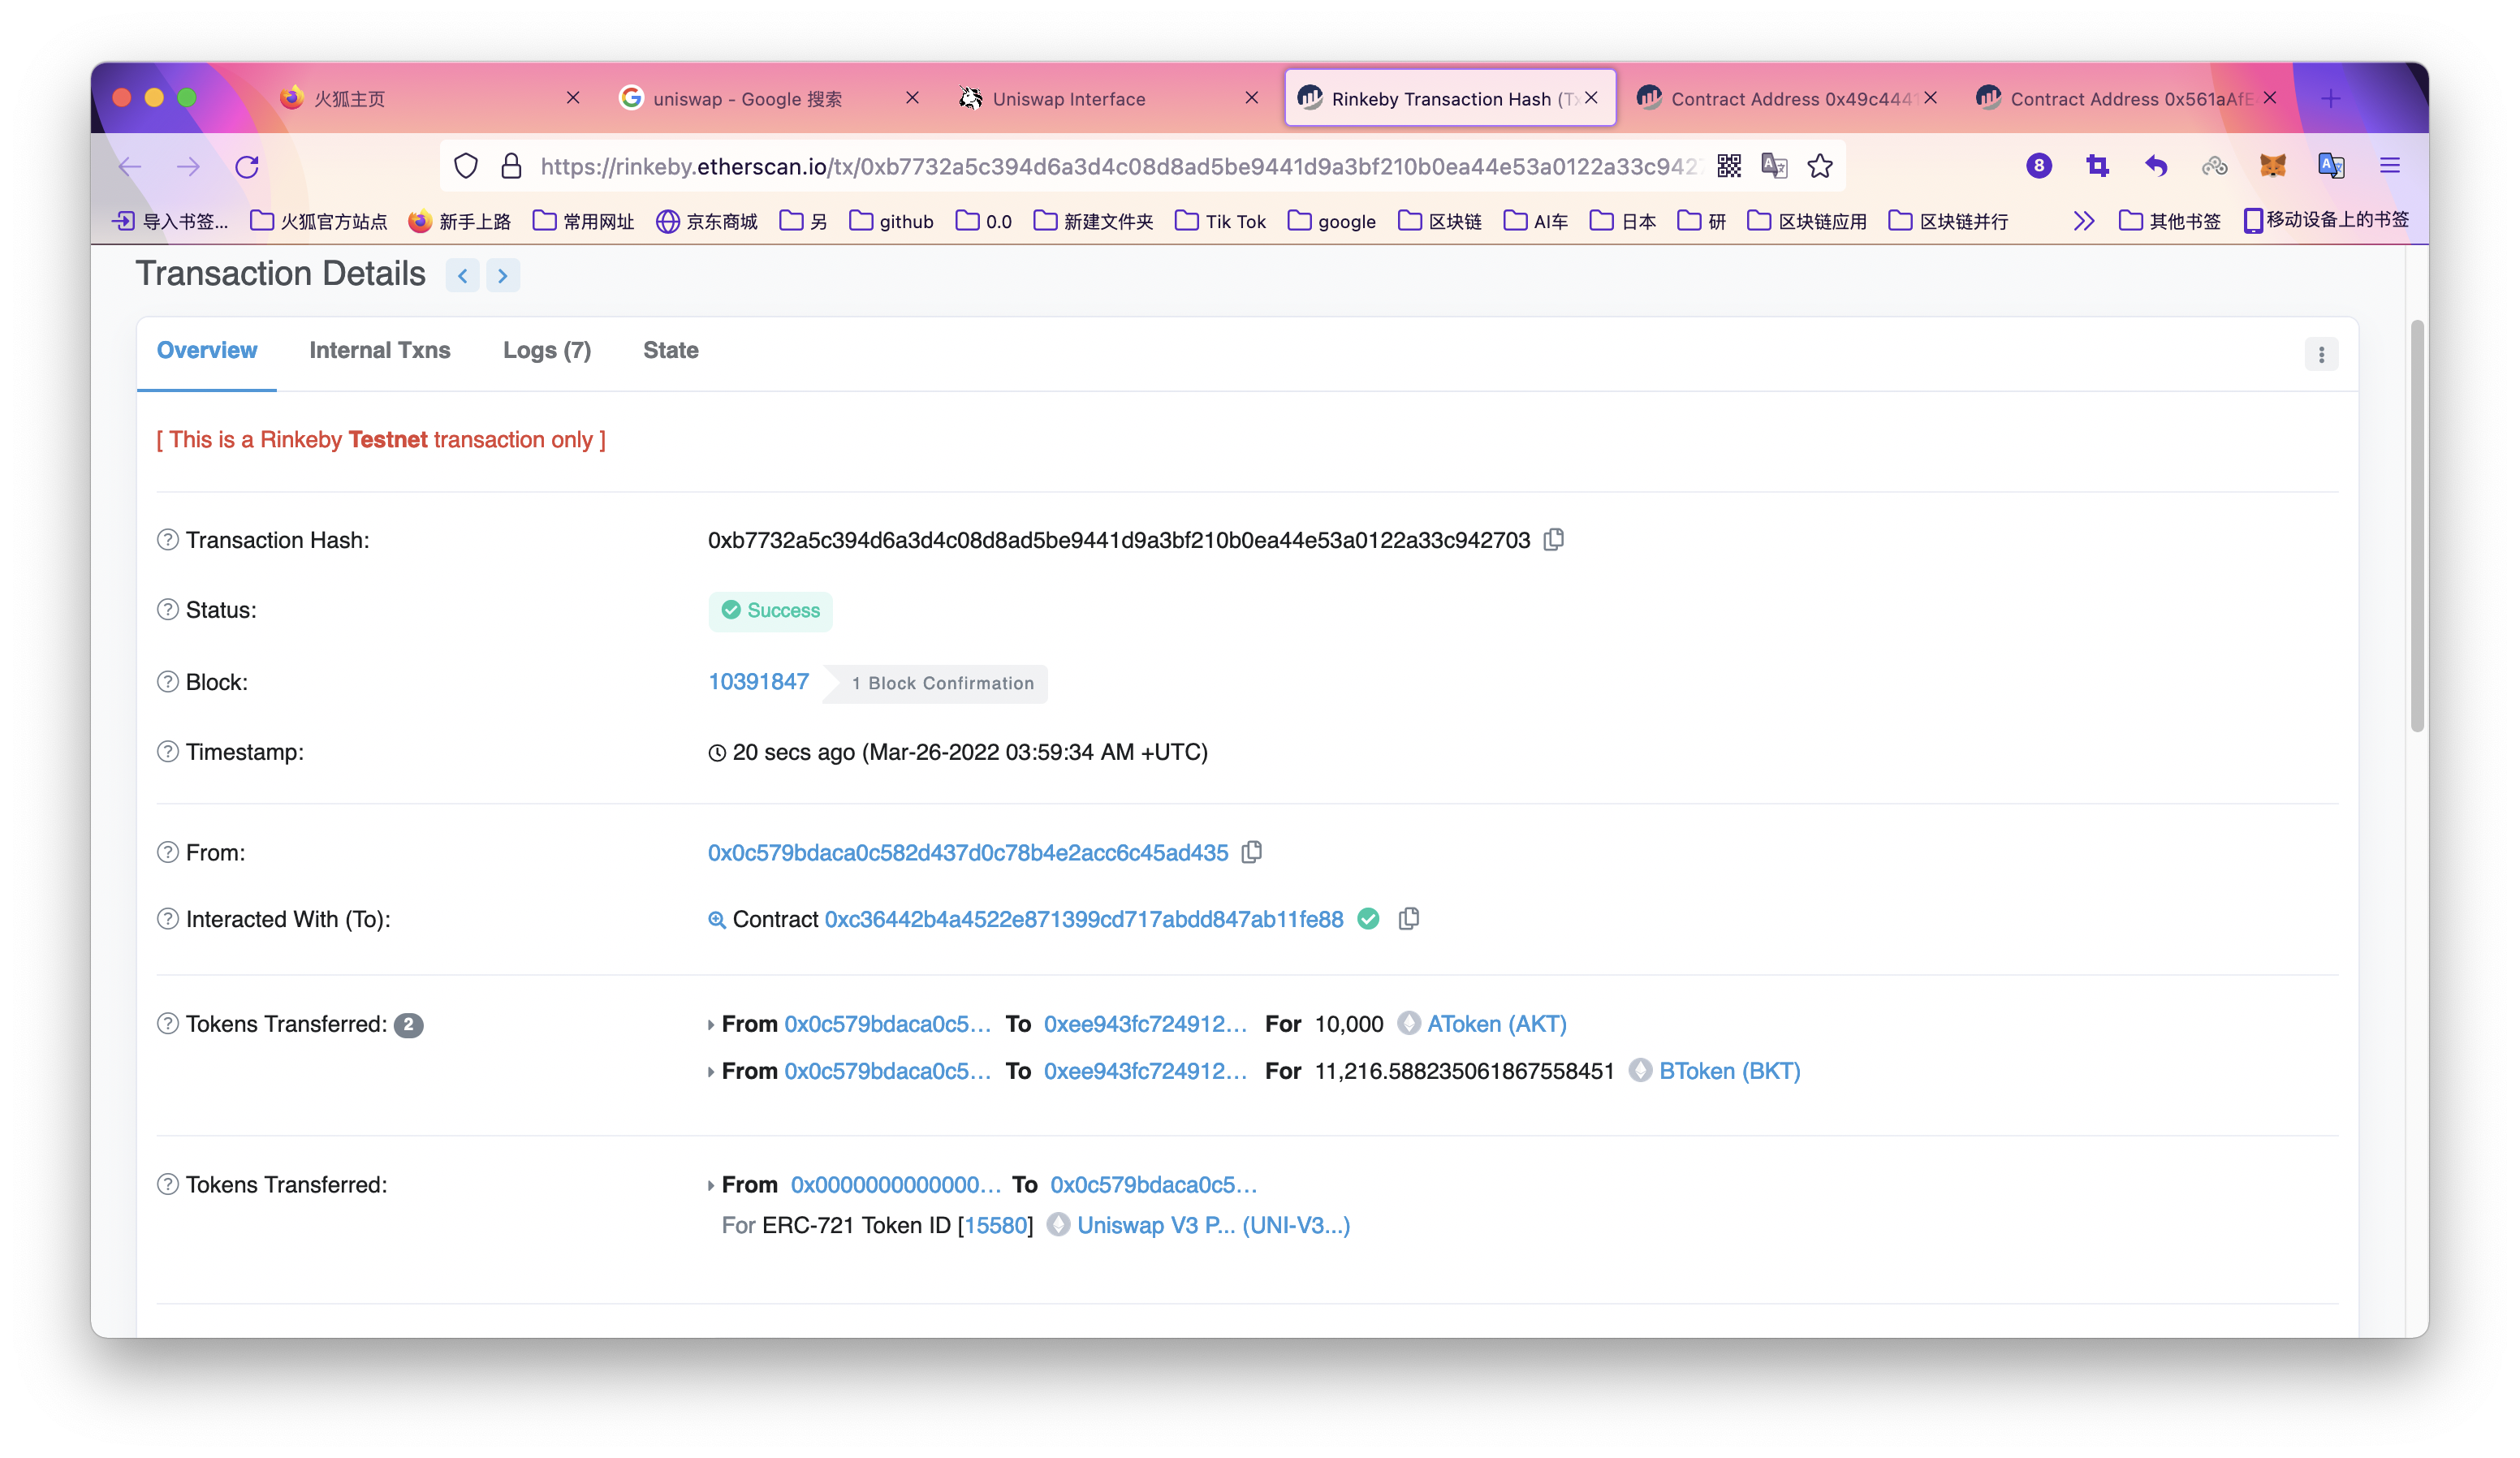 火狐主页
uniswap - Google 搜索
Uniswap Interface
Rinkeby Transaction Hash (Tx
Contract Address 0x49c4441
Contract Address 0x561aAfE
https://rinkeby.etherscan.io/tx/0xb7732a5c394d6a3d4c08d8ad5be9441d9a3bf210b0ea44e53a0122a33c9427
8
导入书签...
火狐官方站点
新手上路
常用网址
京东商城
另
github
0.0
新建文件夹
Tik Tok
google
区块链
AI车
日本
研
区块链应用
区块链并行
其他书签
移动设备上的书签
Transaction Details
Overview
Internal Txns
Logs (7)
State
[ This is a Rinkeby Testnet transaction only ]
Transaction Hash:
0xb7732a5c394d6a3d4c08d8ad5be9441d9a3bf210b0ea44e53a0122a33c942703
Status:
Success
Block:
10391847
1 Block Confirmation
Timestamp:
20 secs ago (Mar-26-2022 03:59:34 AM +UTC)
From:
0x0c579bdaca0c582d437d0c78b4e2acc6c45ad435
Interacted With (To):
Contract 0xc36442b4a4522e871399cd717abdd847ab11fe88
Tokens Transferred: 2
From 0x0c579bdaca0c5... To 0xee943fc724912... For 10,000 AToken (AKT)
From 0x0c579bdaca0c5... To 0xee943fc724912... For 11,216.588235061867558451 BToken (BKT)
Tokens Transferred:
From 0x0000000000000... To 0x0c579bdaca0c5...
For ERC-721 Token ID [15580] Uniswap V3 P... (UNI-V3...)